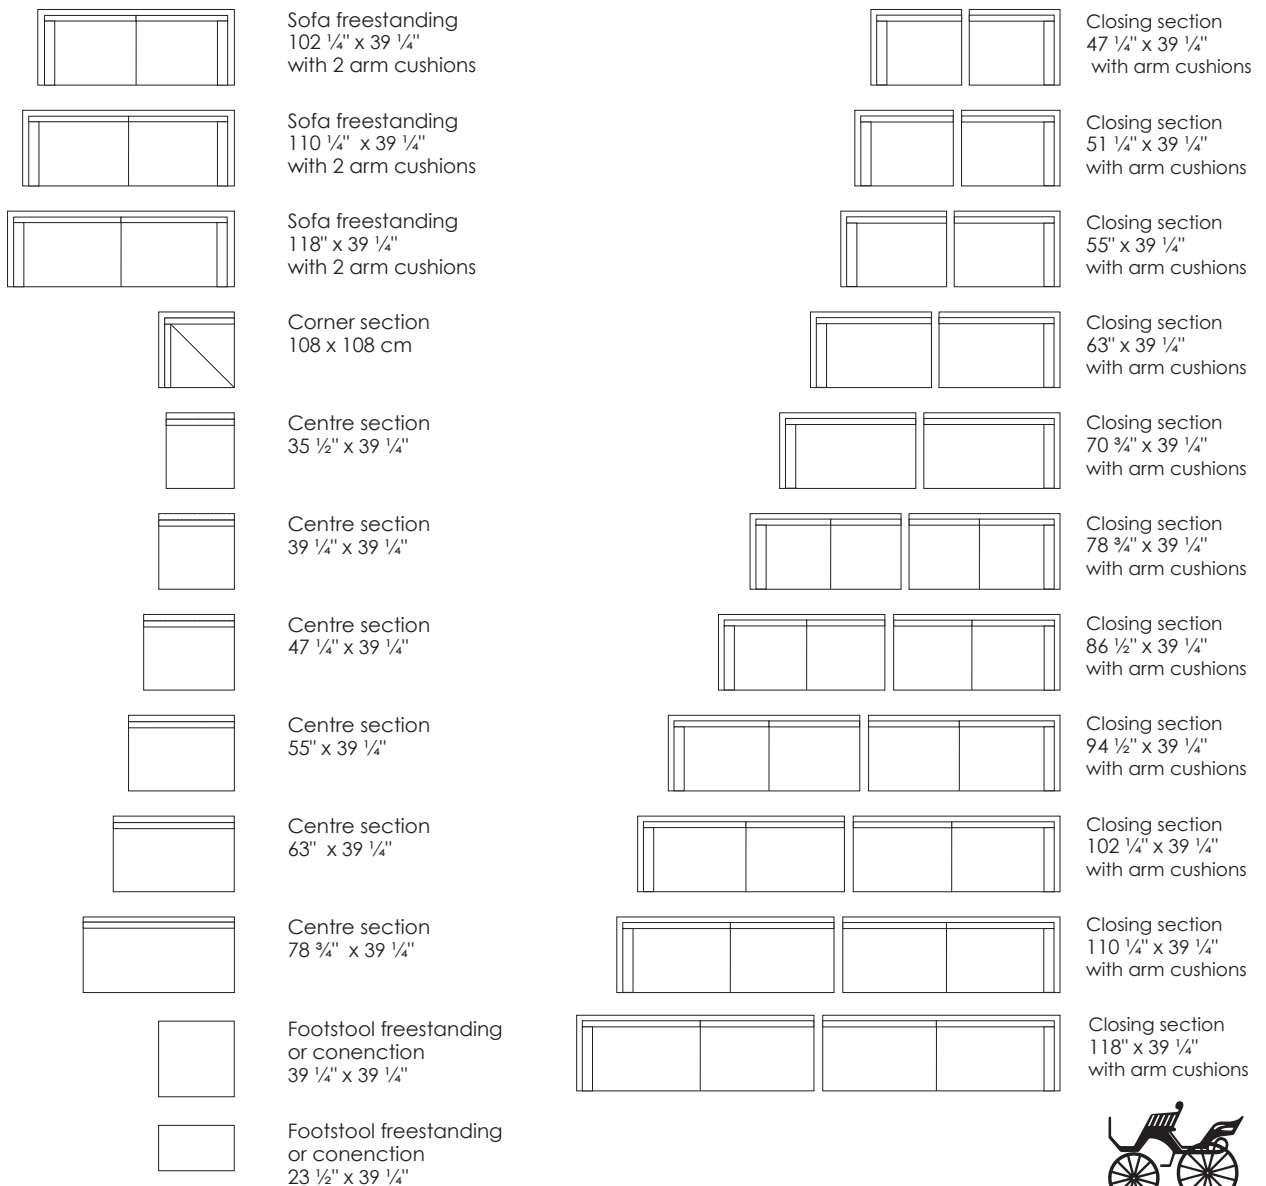 Sofa freestanding
102 ¼" x 39 ¼"
with 2 arm cushions
Sofa freestanding
110 ¼" x 39 ¼"
with 2 arm cushions
Sofa freestanding
118" x 39 ¼"
with 2 arm cushions
Corner section
108 x 108 cm
Centre section
35 ½" x 39 ¼"
Centre section
39 ¼" x 39 ¼"
Centre section
47 ¼" x 39 ¼"
Centre section
55" x 39 ¼"
Centre section
63" x 39 ¼"
Centre section
78 ¾" x 39 ¼"
Footstool freestanding
or conenction
39 ¼" x 39 ¼"
Footstool freestanding
or conenction
23 ½" x 39 ¼"
Closing section
47 ¼" x 39 ¼"
with arm cushions
Closing section
51 ¼" x 39 ¼"
with arm cushions
Closing section
55" x 39 ¼"
with arm cushions
Closing section
63" x 39 ¼"
with arm cushions
Closing section
70 ¾" x 39 ¼"
with arm cushions
Closing section
78 ¾" x 39 ¼"
with arm cushions
Closing section
86 ½" x 39 ¼"
with arm cushions
Closing section
94 ½" x 39 ¼"
with arm cushions
Closing section
102 ¼" x 39 ¼"
with arm cushions
Closing section
110 ¼" x 39 ¼"
with arm cushions
Closing section
118" x 39 ¼"
with arm cushions